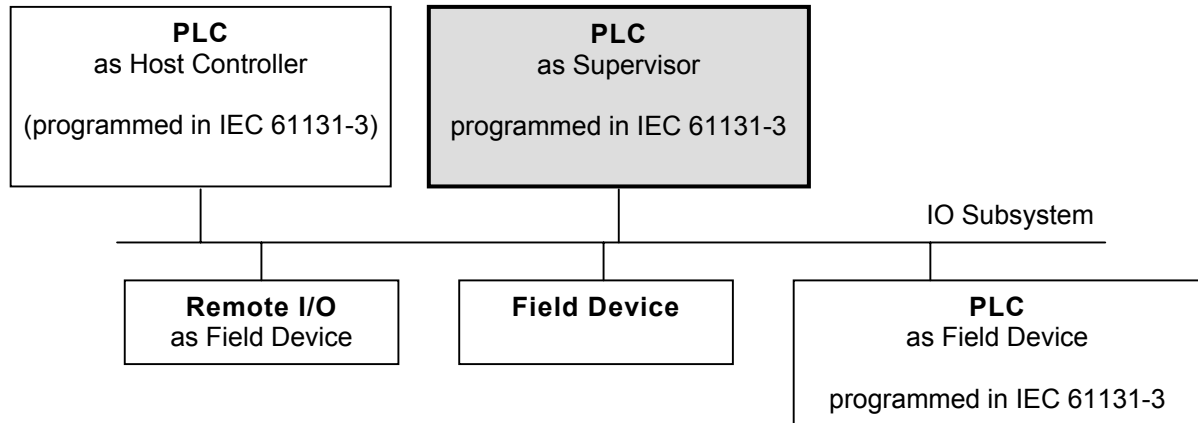 PLC
as Host Controller
(programmed in IEC 61131-3)
PLC
as Supervisor
programmed in IEC 61131-3
IO Subsystem
Remote I/O
as Field Device
Field Device
PLC
as Field Device
programmed in IEC 61131-3